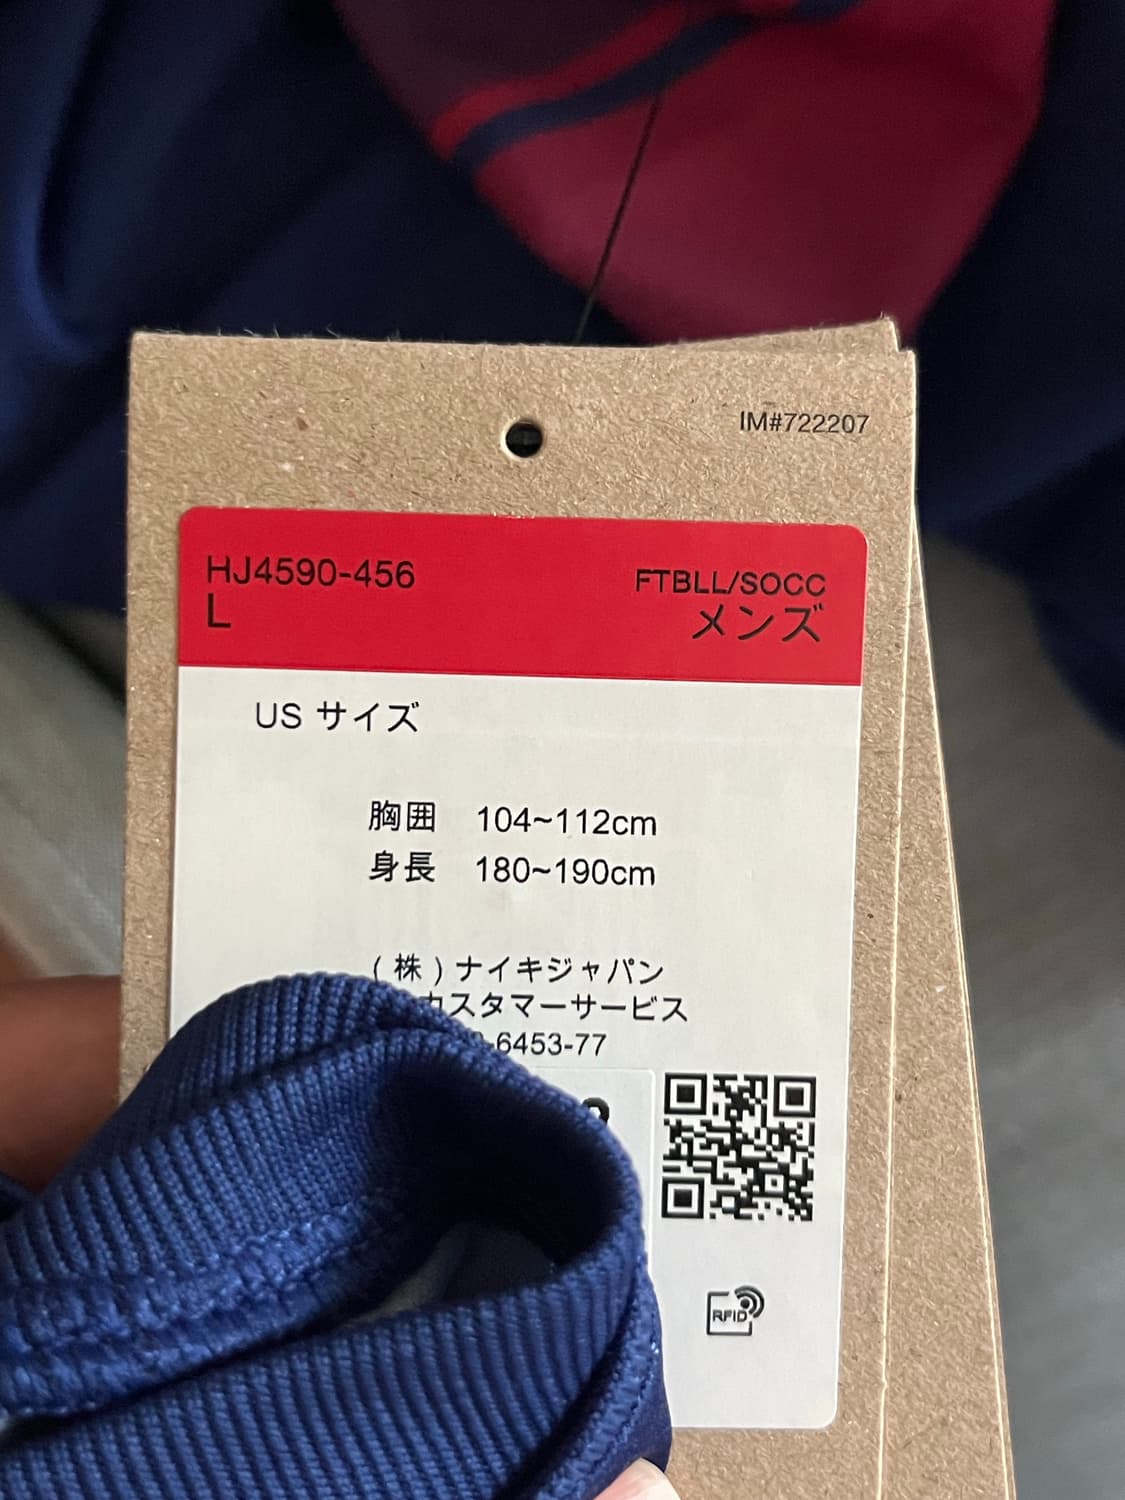 IM#722207
HJ4590-456
FTBLL/SOCC
L
メンズ
US サイズ
胸囲 104~112cm
身長 180~190cm
(株)ナイキジャパン
カスタマーサービス
-6453-77
RFID